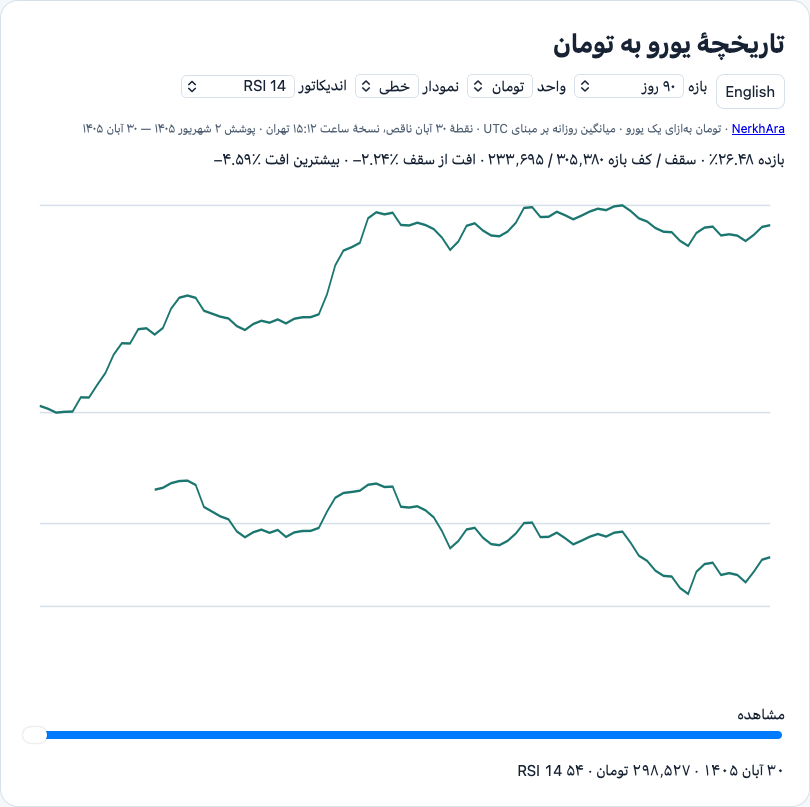 تاریخچهٔ یورو به تومان
English بازه ۹۰ روز واحد تومان نمودار خطی اندیکاتور RSI 14
NerkhAra · تومان به‌ازای یک یورو · میانگین روزانه بر مبنای UTC · نقطهٔ ۳۰ آبان ناقص، نسخهٔ ساعت ۱۵:۱۲ تهران · پوشش ۲ شهریور ۱۴۰۵ — ۳۰ آبان ۱۴۰۵
بازده ۲۶.۴۸٪ · سقف / کف بازه ۳۰۵,۳۸۰ / ۲۳۳,۶۹۵ · افت از سقف ۲.۲۴٪− · بیشترین افت ۴.۵۹٪−
مشاهده
۳۰ آبان ۱۴۰۵ · ۲۹۸,۵۲۷ تومان · RSI 14 ۵۴